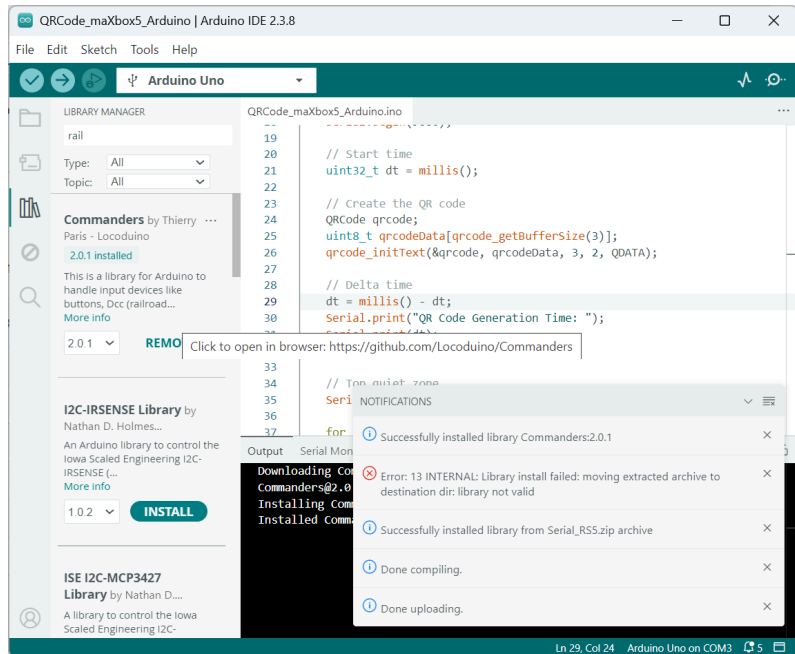 QRCode_maXbox5_Arduino | Arduino IDE 2.3.8
File Edit Sketch Tools Help
Arduino Uno
LIBRARY MANAGER
rail
Type: All
Topic: All
Commanders by Thierry ...
Paris - Locoduino
2.0.1 installed
This is a library for Arduino to
handle input devices like
buttons, Dcc (railroad...
More info
2.0.1 REMO
I2C-IRSENSE Library by
Nathan D. Holmes...
An Arduino library to control the
Iowa Scaled Engineering I2C-
IRSENSE (...
More info
1.0.2 INSTALL
ISE I2C-MCP3427
Library by Nathan D....
A library to control the Iowa
Scaled Engineering I2C-
QRCode_maXbox5_Arduino.ino ...
19
20 // Start time
21 uint32_t dt = millis();
22
23 // Create the QR code
24 QRCode qrcode;
25 uint8_t qrcodeData[qrcode_getBufferSize(3)];
26 qrcode_initText(&qrcode, qrcodeData, 3, 2, QDATA);
27
28 // Delta time
29 dt = millis() - dt;
30 Serial.print("QR Code Generation Time: ");
Click to open in browser: https://github.com/Locoduino/Commanders
33
34 // Top quiet zone
35 Seri
36
37 for
Output Serial Mon
Downloading Com
Commanders@2.0
Installing Comm
Installed Comma
NOTIFICATIONS
Successfully installed library Commanders:2.0.1
Error: 13 INTERNAL: Library install failed: moving extracted archive to
destination dir: library not valid
Successfully installed library from Serial_RS5.zip archive
Done compiling.
Done uploading.
Ln 29, Col 24 Arduino Uno on COM3 5